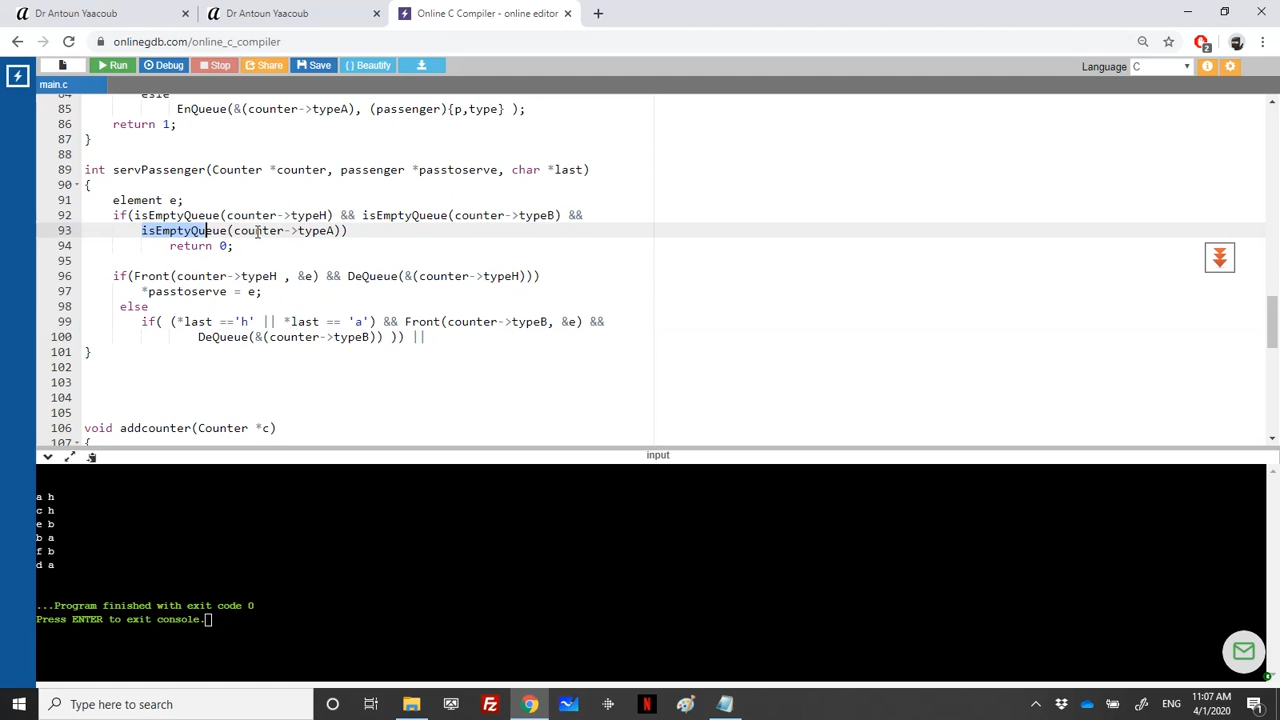 Dr Antoun Yaacoub
Dr Antoun Yaacoub
Online C Compiler - online editor
onlinegdb.com/online_c_compiler
2
Run Debug Stop Share Save { } Beautify
Language C
main.c
84 else
85 EnQueue(&(counter->typeA), (passenger){p,type} );
86 return 1;
87 }
88
89 int servPassenger(Counter *counter, passenger *passtoserve, char *last)
90 {
91 element e;
92 if(isEmptyQueue(counter->typeH) && isEmptyQueue(counter->typeB) &&
93 isEmptyQueue(counter->typeA))
94 return 0;
95
96 if(Front(counter->typeH , &e) && DeQueue(&(counter->typeH)))
97 *passtoserve = e;
98 else
99 if( (*last =='h' || *last == 'a') && Front(counter->typeB, &e) &&
100 DeQueue(&(counter->typeB)) )) ||
101 }
102
103
104
105
106 void addcounter(Counter *c)
107 {
input
a h
c h
e b
b a
f b
d a
...Program finished with exit code 0
Press ENTER to exit console.
Type here to search
ENG
11:07 AM
4/1/2020
1